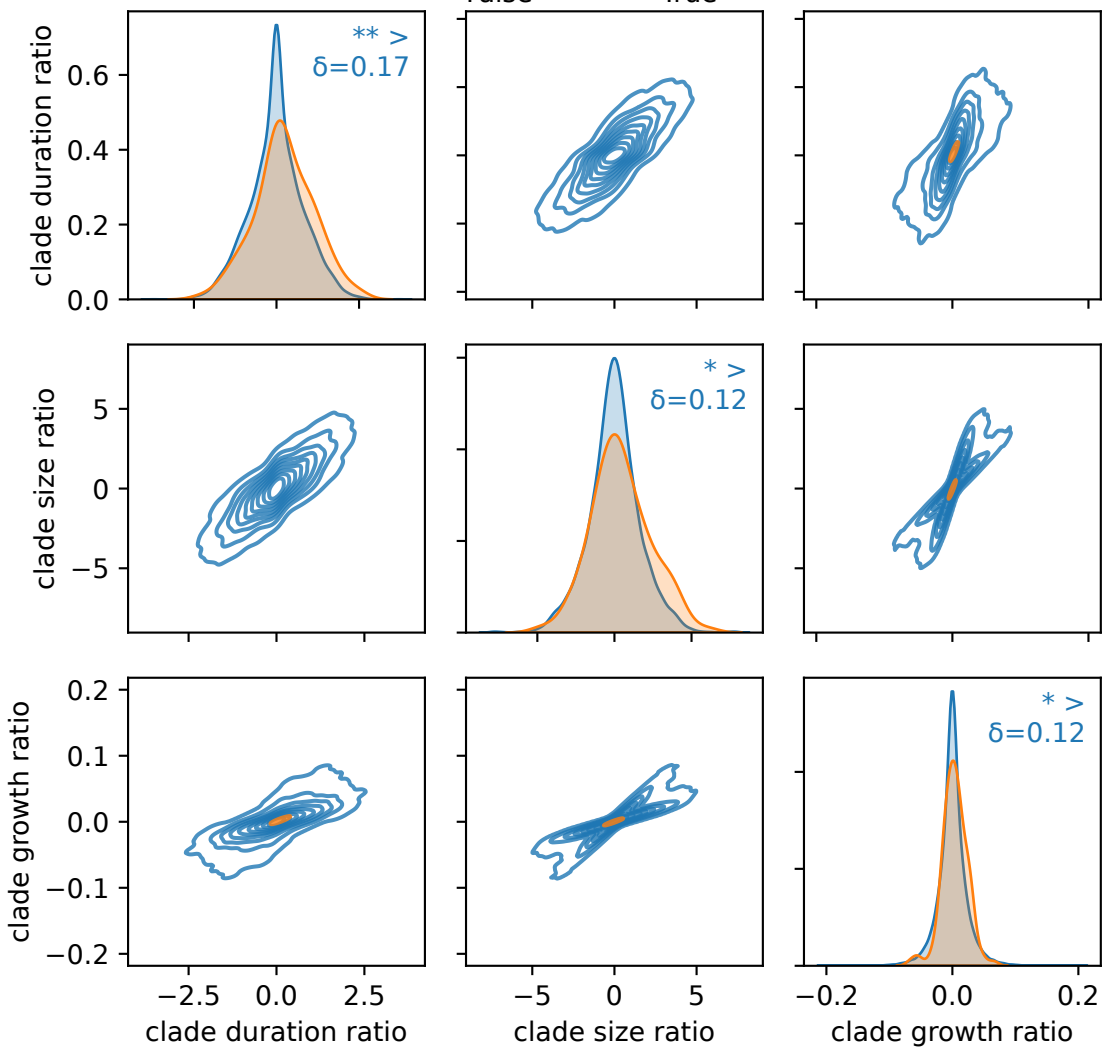 False True
clade duration ratio
0.6
0.4
0.2
0.0
** >
δ=0.17
clade size ratio
5
0
−5
* >
δ=0.12
clade growth ratio
0.2
0.1
0.0
−0.1
−0.2
* >
δ=0.12
−2.5 0.0 2.5
−5 0 5
−0.2 0.0 0.2
clade duration ratio
clade size ratio
clade growth ratio